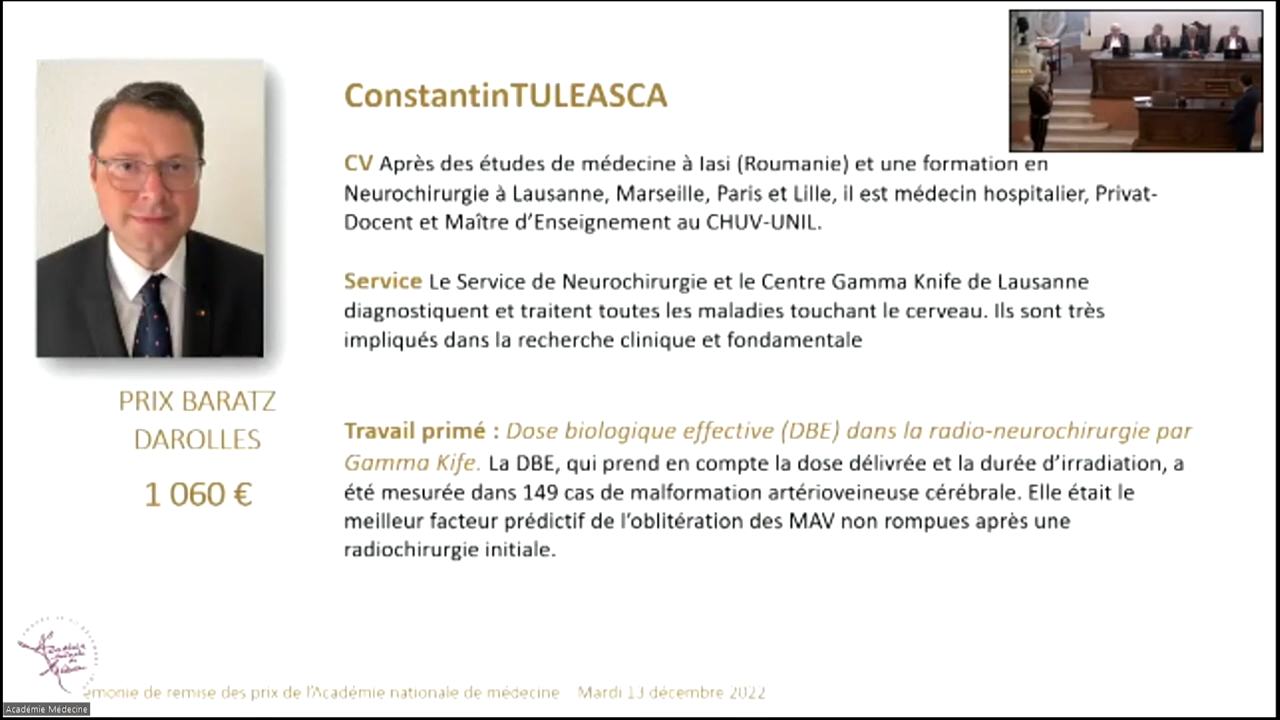 ConstantinTULEASCA
CV Après des études de médecine à Iasi (Roumanie) et une formation en
Neurochirurgie à Lausanne, Marseille, Paris et Lille, il est médecin hospitalier, Privat-
Docent et Maître d’Enseignement au CHUV-UNIL.
Service Le Service de Neurochirurgie et le Centre Gamma Knife de Lausanne
diagnostiquent et traitent toutes les maladies touchant le cerveau. Ils sont très
impliqués dans la recherche clinique et fondamentale
PRIX BARATZ
DAROLLES
1 060 €
Travail primé : Dose biologique effective (DBE) dans la radio-neurochirurgie par
Gamma Kife. La DBE, qui prend en compte la dose délivrée et la durée d’irradiation, a
été mesurée dans 149 cas de malformation artérioveineuse cérébrale. Elle était le
meilleur facteur prédictif de l’oblitération des MAV non rompues après une
radiochirurgie initiale.
émonie de remise des prix de l’Académie nationale de médecine Mardi 13 décembre 2022
Académie Médecine